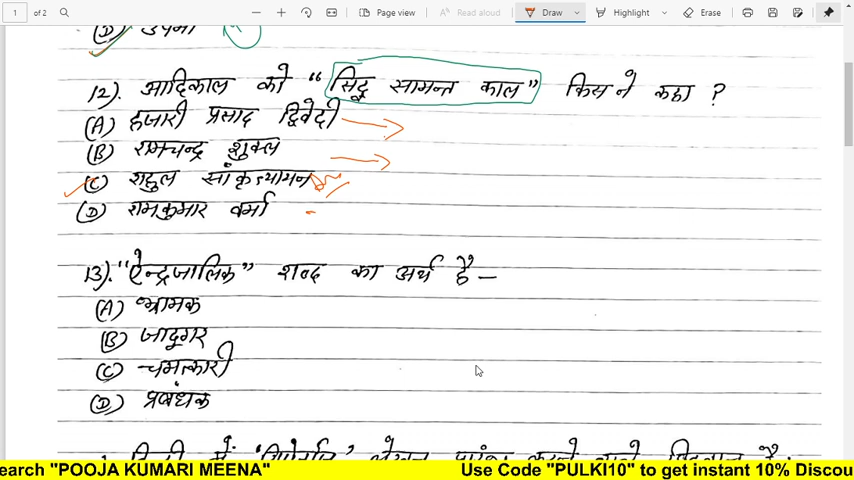 1 of 2 Page view Read aloud Draw Highlight Erase
(D) उपमा
12). आदिकाल को "सिद्ध सामन्त काल" किसने कहा ?
(A) हजारी प्रसाद द्विवेदी
(B) रामचन्द्र शुक्ल
(C) राहुल सांकृत्यायन
(D) रामकुमार वर्मा
13). "ऐन्द्रजालिक" शब्द का अर्थ है –
(A) भ्रामक
(B) जादूगर
(C) चमत्कारी
(D) प्रबंधक
earch "POOJA KUMARI MEENA" Use Code "PULKI10" to get instant 10% Discou